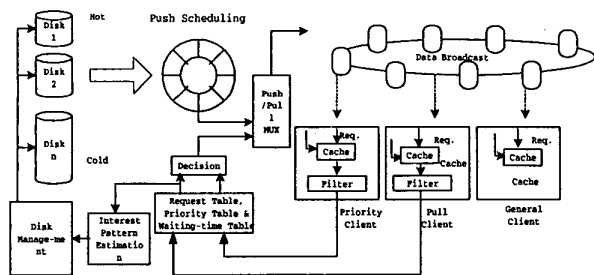 Hot
Push Scheduling
Disk
1
Disk
2
Disk
n
Cold
Push
/Pul
l
MUX
Data Broadcast
Decision
Req.
Cache
Filter
Req.
Cache
Cache
Filter
Req.
Cache
Cache
Priority
Client
Pull
Client
General
Client
Request Table,
Priority Table &
Waiting-time Table
Interest
Pattern
Estimatio
n
Disk
Manage-me
nt